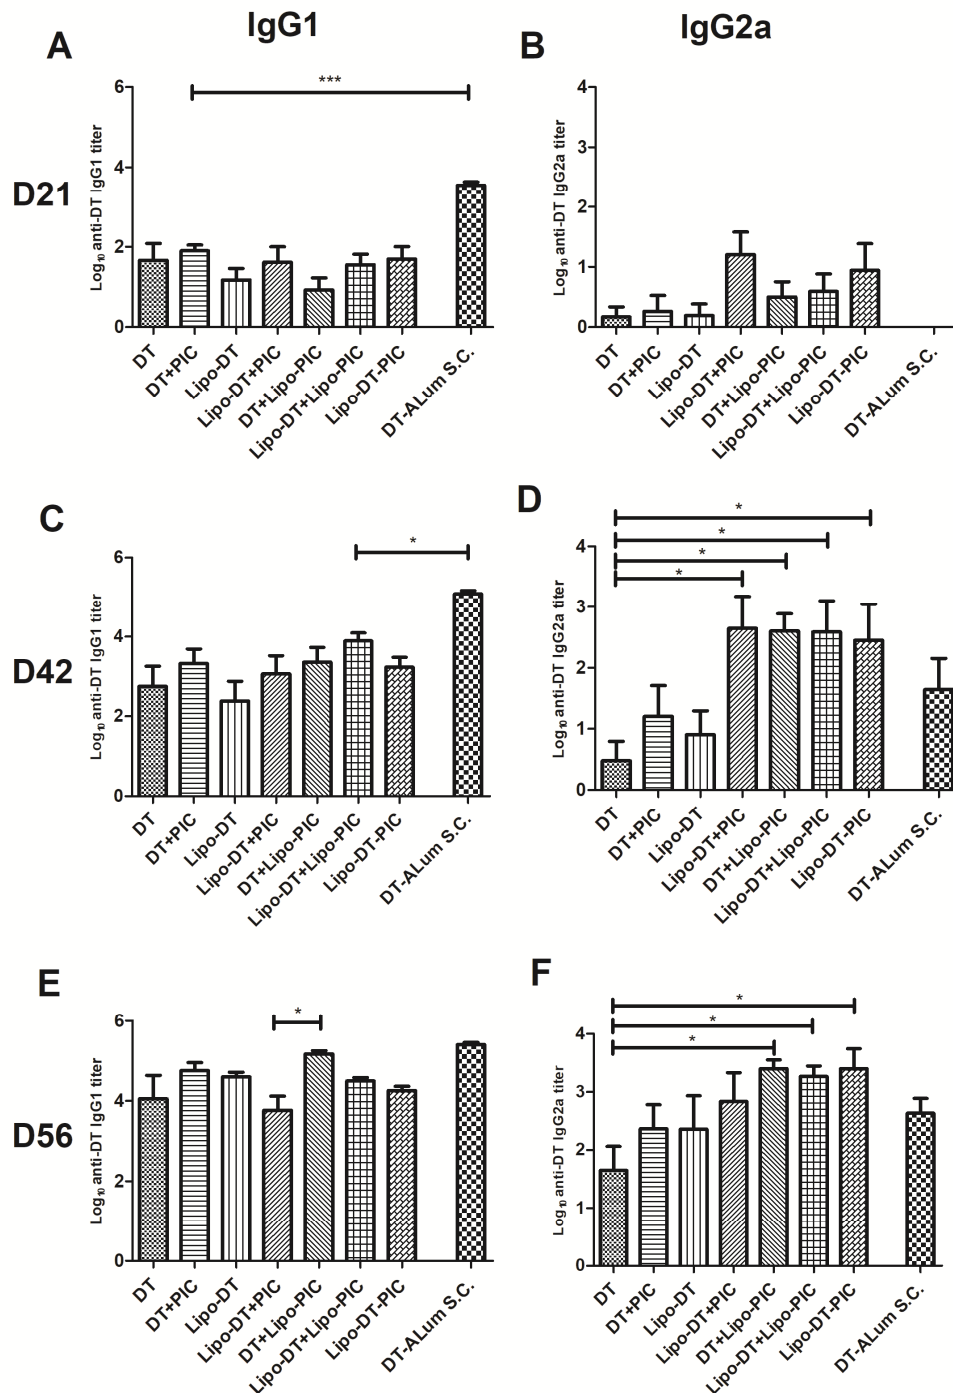 IgG1
IgG2a
A
B
D21
Log10 anti-DT IgG1 titer
6
4
2
0
***
DT
DT+PIC
Lipo-DT
Lipo-DT+PIC
DT+Lipo-PIC
Lipo-DT+Lipo-PIC
Lipo-DT-PIC
DT-ALum S.C.
Log10 anti-DT IgG2a titer
4
3
2
1
0
DT
DT+PIC
Lipo-DT
Lipo-DT+PIC
DT+Lipo-PIC
Lipo-DT+Lipo-PIC
Lipo-DT-PIC
DT-ALum S.C.
C
D
D42
Log10 anti-DT IgG1 titer
6
4
2
0
*
DT
DT+PIC
Lipo-DT
Lipo-DT+PIC
DT+Lipo-PIC
Lipo-DT+Lipo-PIC
Lipo-DT-PIC
DT-ALum S.C.
Log10 anti-DT IgG2a titer
4
3
2
1
0
*
*
*
*
DT
DT+PIC
Lipo-DT
Lipo-DT+PIC
DT+Lipo-PIC
Lipo-DT+Lipo-PIC
Lipo-DT-PIC
DT-ALum S.C.
E
F
D56
Log10 anti-DT IgG1 titer
6
4
2
0
*
DT
DT+PIC
Lipo-DT
Lipo-DT+PIC
DT+Lipo-PIC
Lipo-DT+Lipo-PIC
Lipo-DT-PIC
DT-ALum S.C.
Log10 anti-DT IgG2a titer
4
3
2
1
0
*
*
*
DT
DT+PIC
Lipo-DT
Lipo-DT+PIC
DT+Lipo-PIC
Lipo-DT+Lipo-PIC
Lipo-DT-PIC
DT-ALum S.C.